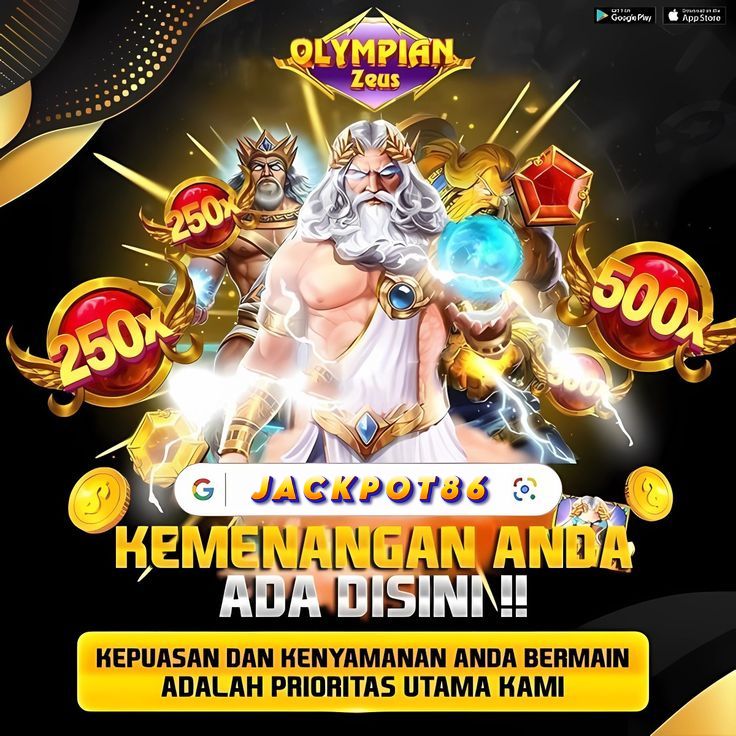 GET IT ON
Google Play
Download on the
App Store
OLYMPIAN
Zeus
250x
250x
500x
500x
G
JACKPOT86
KEMENANGAN ANDA
ADA DISINI !!
KEPUASAN DAN KENYAMANAN ANDA BERMAIN
ADALAH PRIORITAS UTAMA KAMI